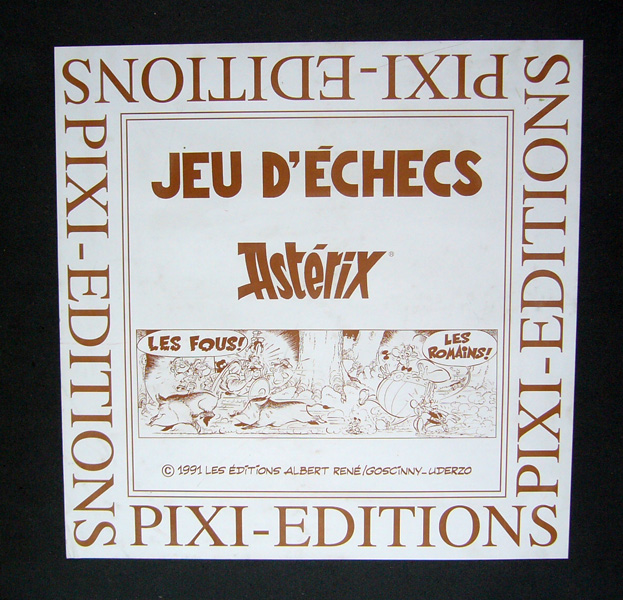 PIXI-EDITIONS
PIXI-EDITIONS
JEU D'ÉCHECS
Astérix®
LES FOUS!
LES ROMAINS!
© 1991 LES ÉDITIONS ALBERT RENÉ/GOSCINNY-UDERZO
PIXI-EDITIONS
PIXI-EDITIONS